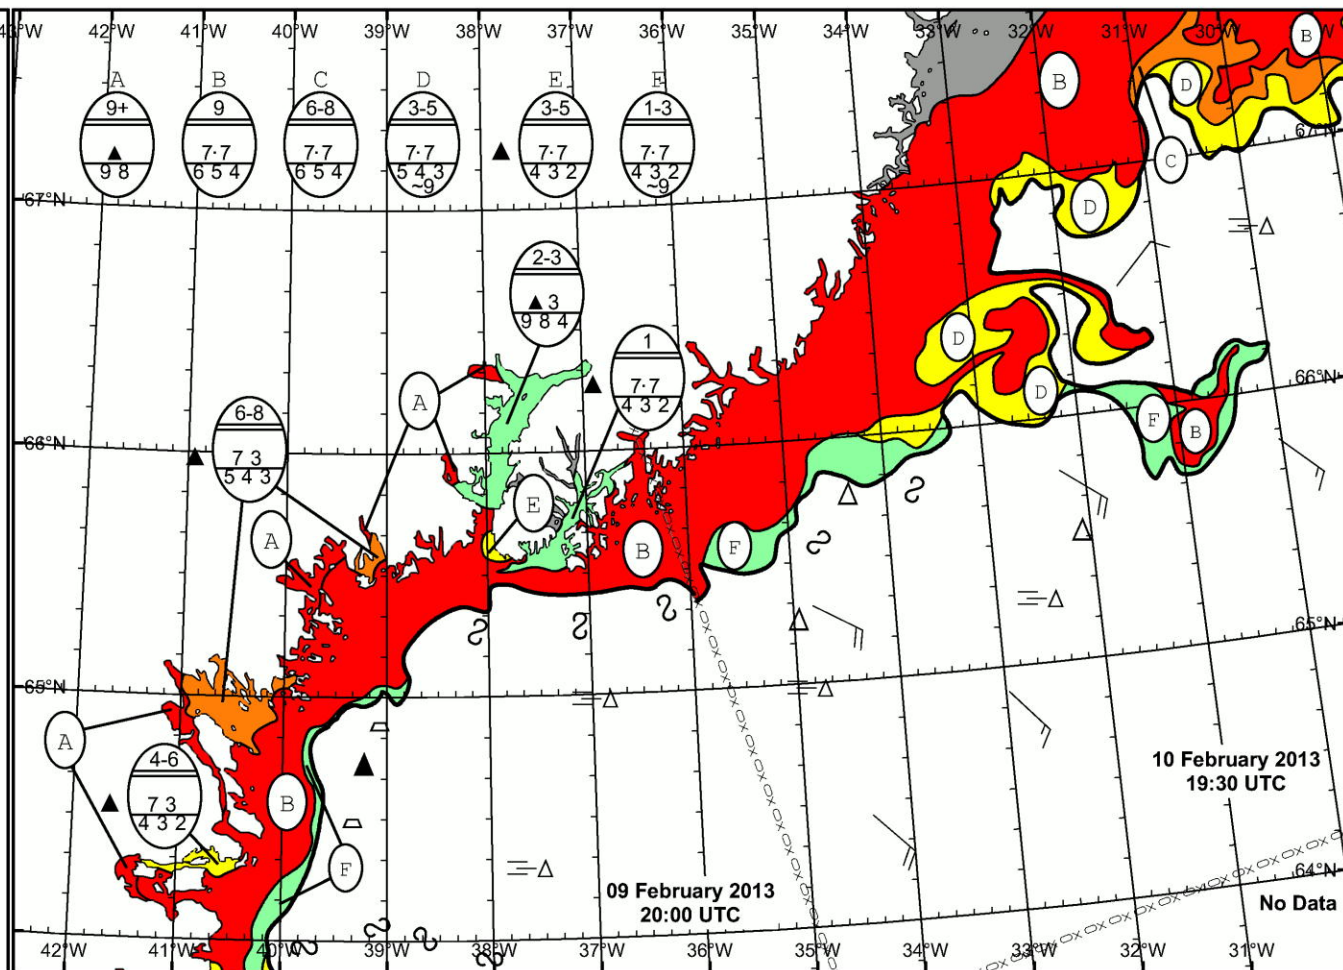 43°W 42°W 41°W 40°W 39°W 38°W 37°W 36°W 35°W 34°W 33°W 32°W 31°W 30°W
A B C D E F
9+ 9 6-8 3-5 3-5 1-3
7·7 7·7 7·7 7·7 7·7
9 8 6 5 4 6 5 4 5 4 3 4 3 2 4 3 2
~9 ~9
B
B
D
C
67°N
67°N
D
2-3
3
9 8 4
1
7·7
4 3 2
D
66°N
A
D
6-8
7 3
5 4 3
66°N
F
B
E
A
B
F
65°N
65°N
A
4-6
7 3
4 3 2
B
10 February 2013
19:30 UTC
F
64°N
09 February 2013
20:00 UTC
No Data
42°W 41°W 40°W 39°W 38°W 37°W 36°W 35°W 34°W 33°W 32°W 31°W